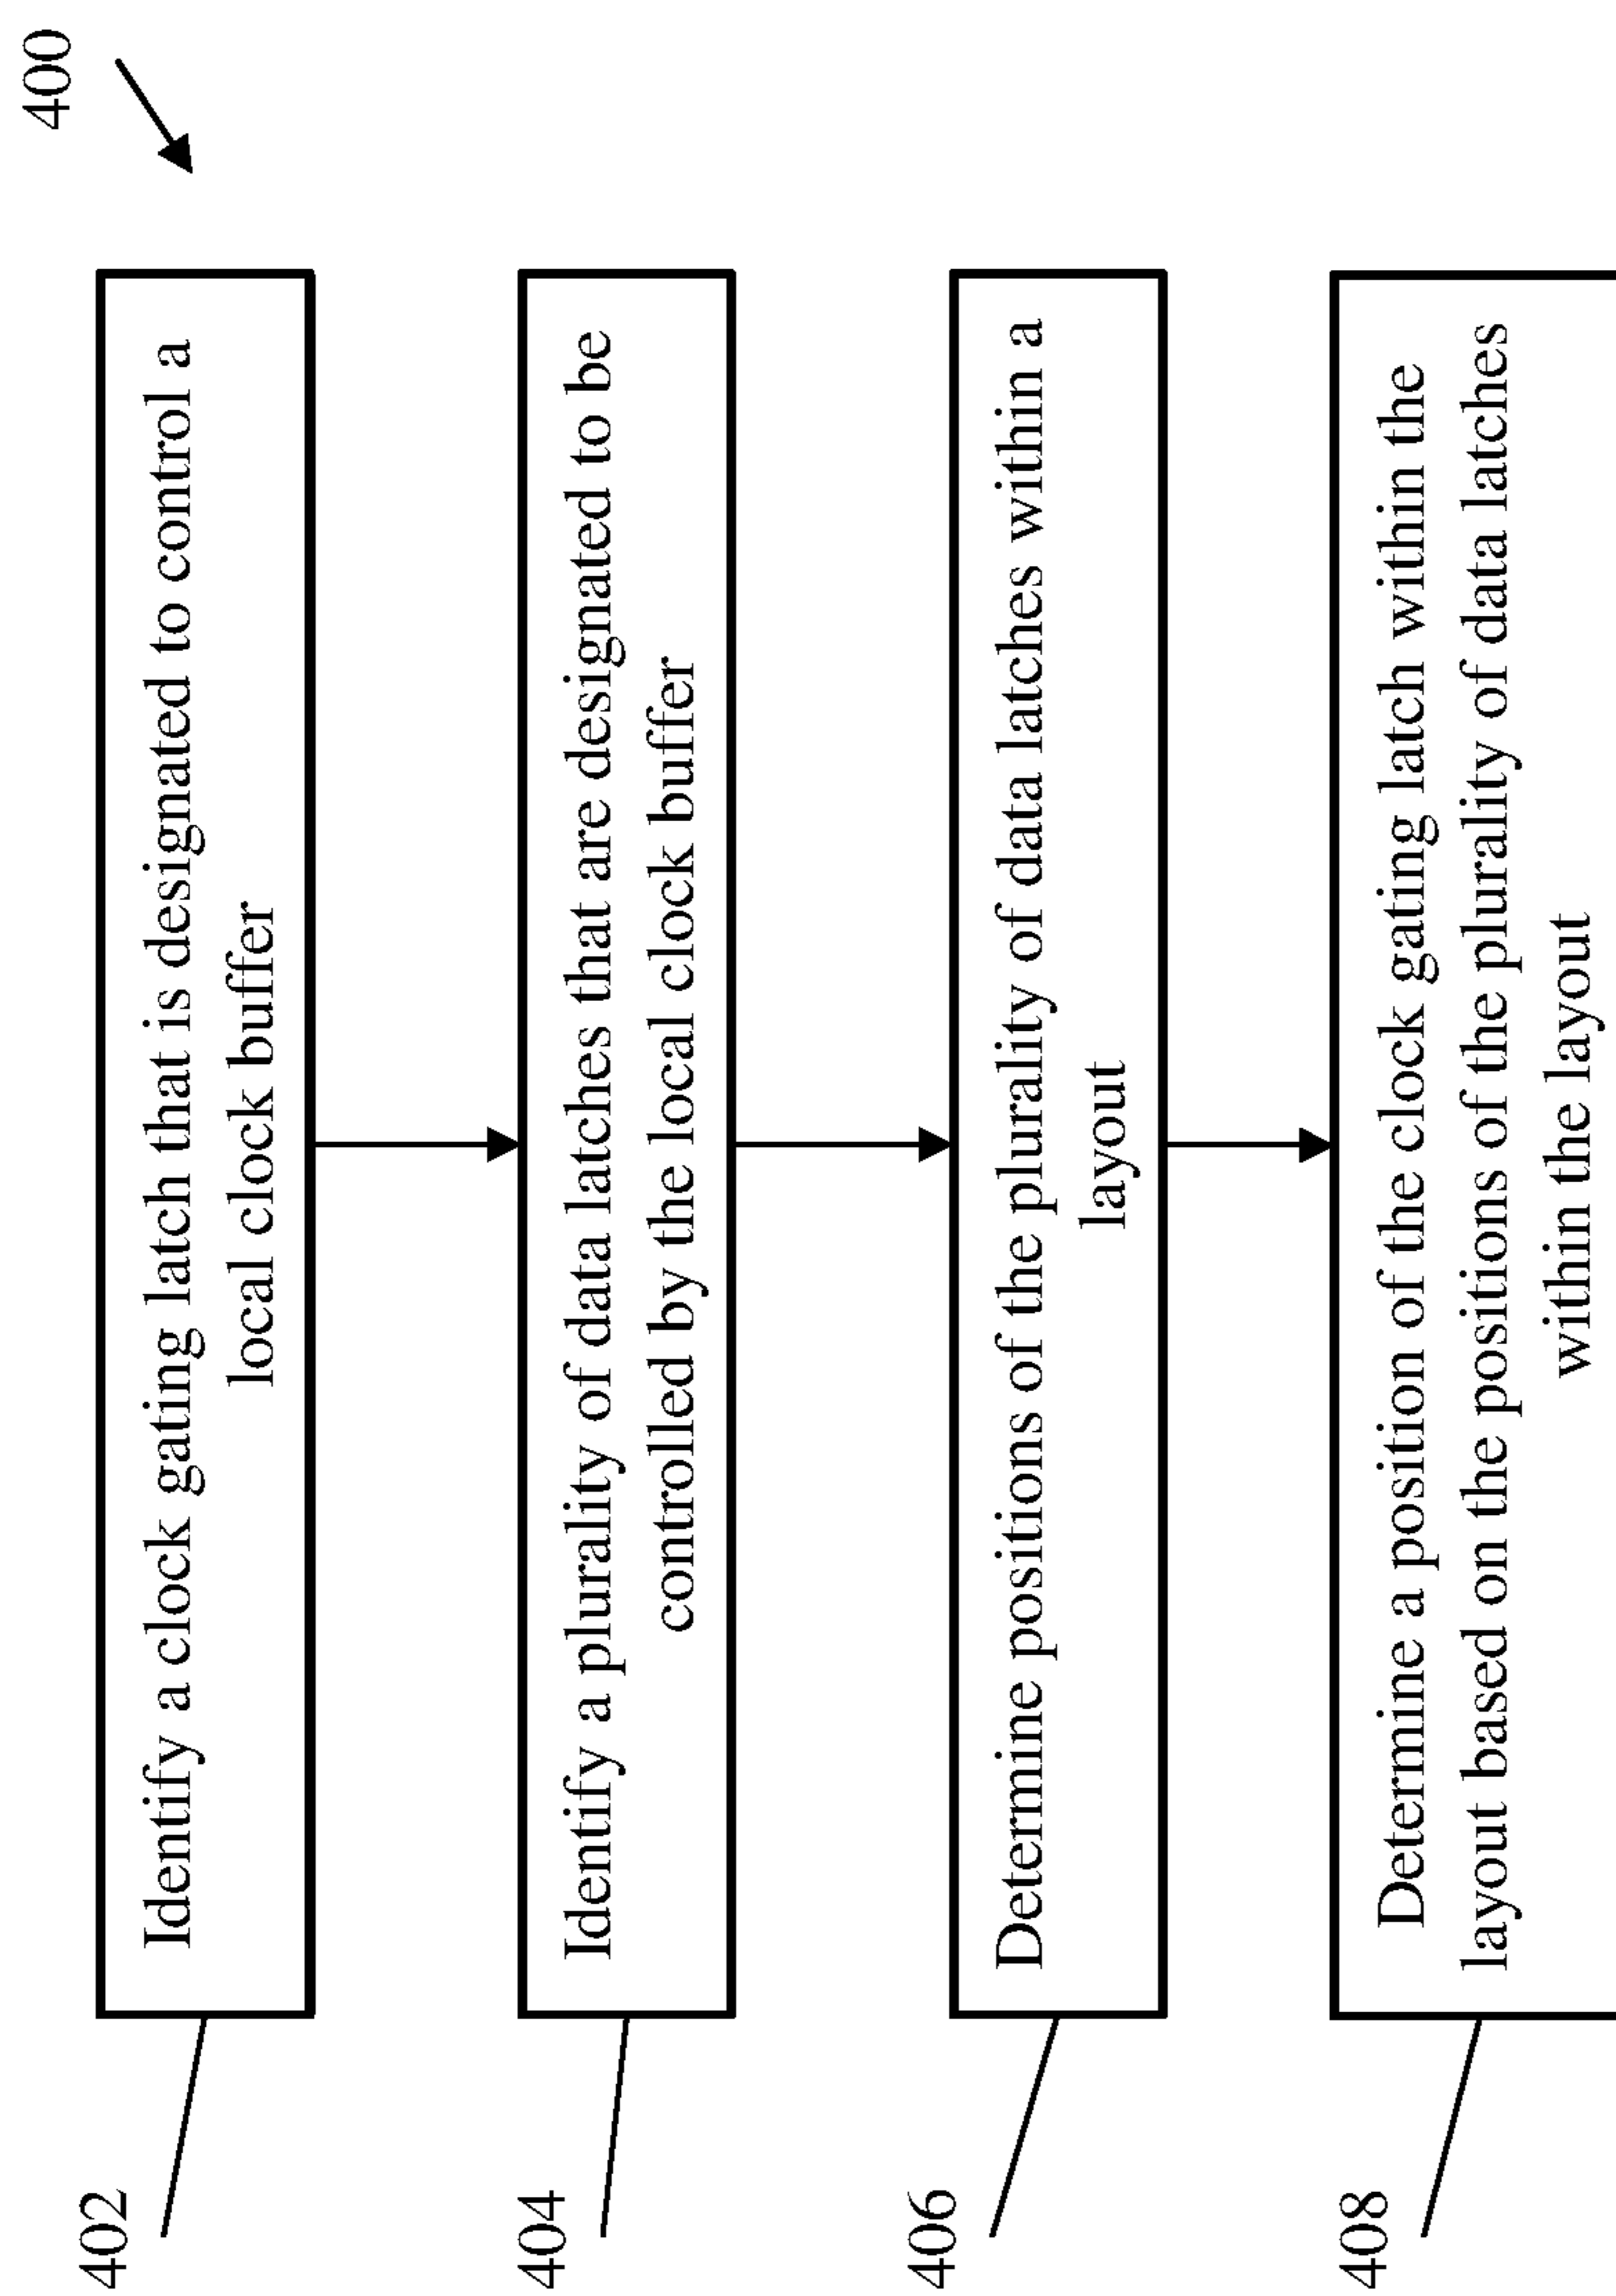 400
402
Identify a clock gating latch that is designated to control a
local clock buffer
404
Identify a plurality of data latches that are designated to be
controlled by the local clock buffer
406
Determine positions of the plurality of data latches within a
layout
408
Determine a position of the clock gating latch within the
layout based on the positions of the plurality of data latches
within the layout